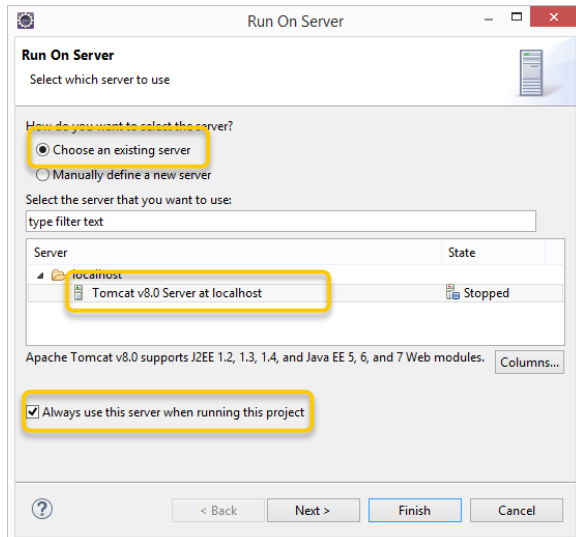 Run On Server
Run On Server
Select which server to use
How do you want to select the server?
Choose an existing server
Manually define a new server
Select the server that you want to use:
type filter text
Server State
localhost
Tomcat v8.0 Server at localhost Stopped
Apache Tomcat v8.0 supports J2EE 1.2, 1.3, 1.4, and Java EE 5, 6, and 7 Web modules. Columns...
Always use this server when running this project
? < Back Next > Finish Cancel